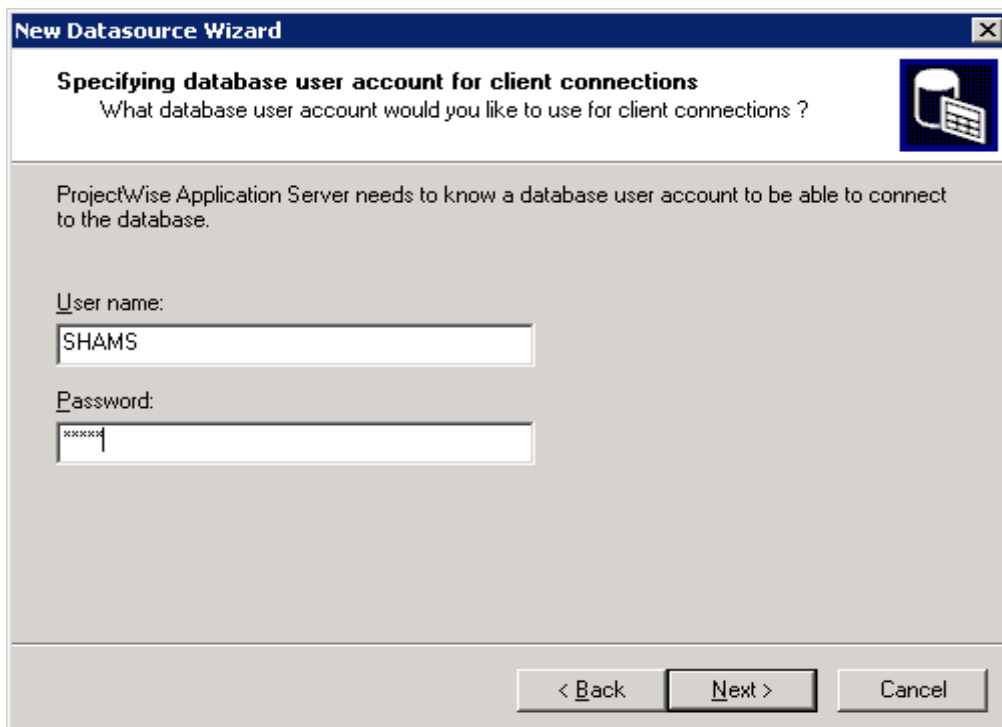 New Datasource Wizard
Specifying database user account for client connections
What database user account would you like to use for client connections ?
ProjectWise Application Server needs to know a database user account to be able to connect
to the database.
User name:
SHAMS
Password:
*****
< Back
Next >
Cancel